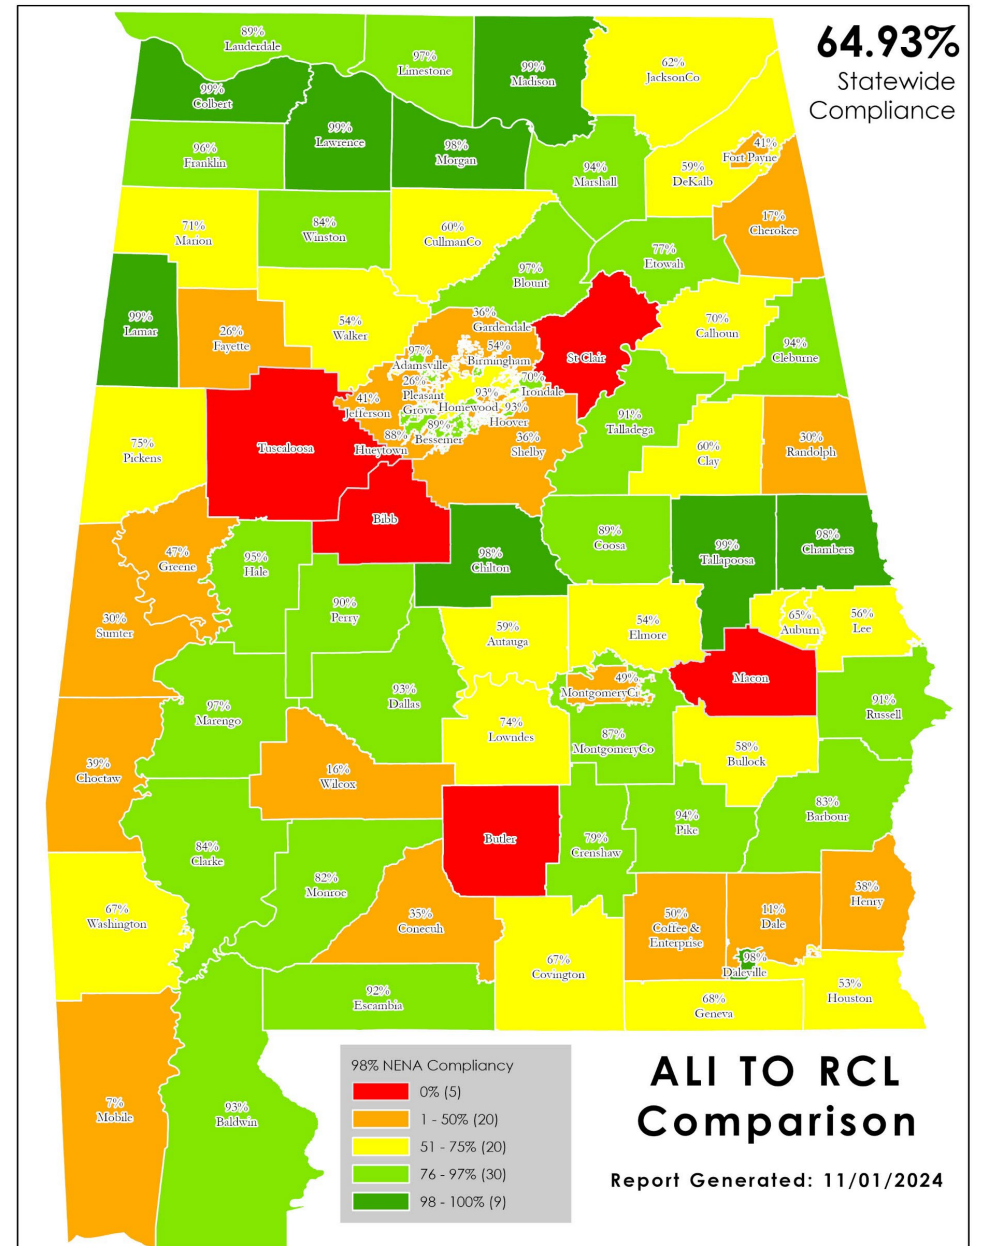 64.93%
Statewide
Compliance
89%
Lauderdale
97%
Limestone
99%
Madison
62%
JacksonCo
99%
Colbert
99%
Lawrence
98%
Morgan
96%
Franklin
94%
Marshall
59%
DeKalb
41%
Fort Payne
17%
Cherokee
71%
Marion
84%
Winston
60%
CullmanCo
97%
Blount
77%
Etowah
99%
Lamar
26%
Fayette
54%
Walker
36%
Gardendale
54%
Birmingham
97%
Adamsville
26%
Pleasant
Grove
41%
Jefferson
93%
Homewood
93%
Hoover
70%
Irondale
89%
Bessemer
88%
Hueytown
36%
Shelby
St Clair
70%
Calhoun
94%
Cleburne
75%
Pickens
Tuscaloosa
91%
Talladega
60%
Clay
30%
Randolph
Bibb
47%
Greene
95%
Hale
98%
Chilton
89%
Coosa
99%
Tallapoosa
98%
Chambers
30%
Sumter
90%
Perry
59%
Autauga
54%
Elmore
65%
Auburn
56%
Lee
97%
Marengo
93%
Dallas
49%
MontgomeryCi
Macon
91%
Russell
39%
Choctaw
16%
Wilcox
74%
Lowndes
87%
MontgomeryCo
58%
Bullock
84%
Clarke
82%
Monroe
Butler
79%
Crenshaw
94%
Pike
83%
Barbour
67%
Washington
35%
Conecuh
67%
Covington
50%
Coffee &
Enterprise
11%
Dale
38%
Henry
98%
Daleville
92%
Escambia
68%
Geneva
53%
Houston
7%
Mobile
93%
Baldwin
98% NENA Compliancy
0% (5)
1 - 50% (20)
51 - 75% (20)
76 - 97% (30)
98 - 100% (9)
ALI TO RCL
Comparison
Report Generated: 11/01/2024